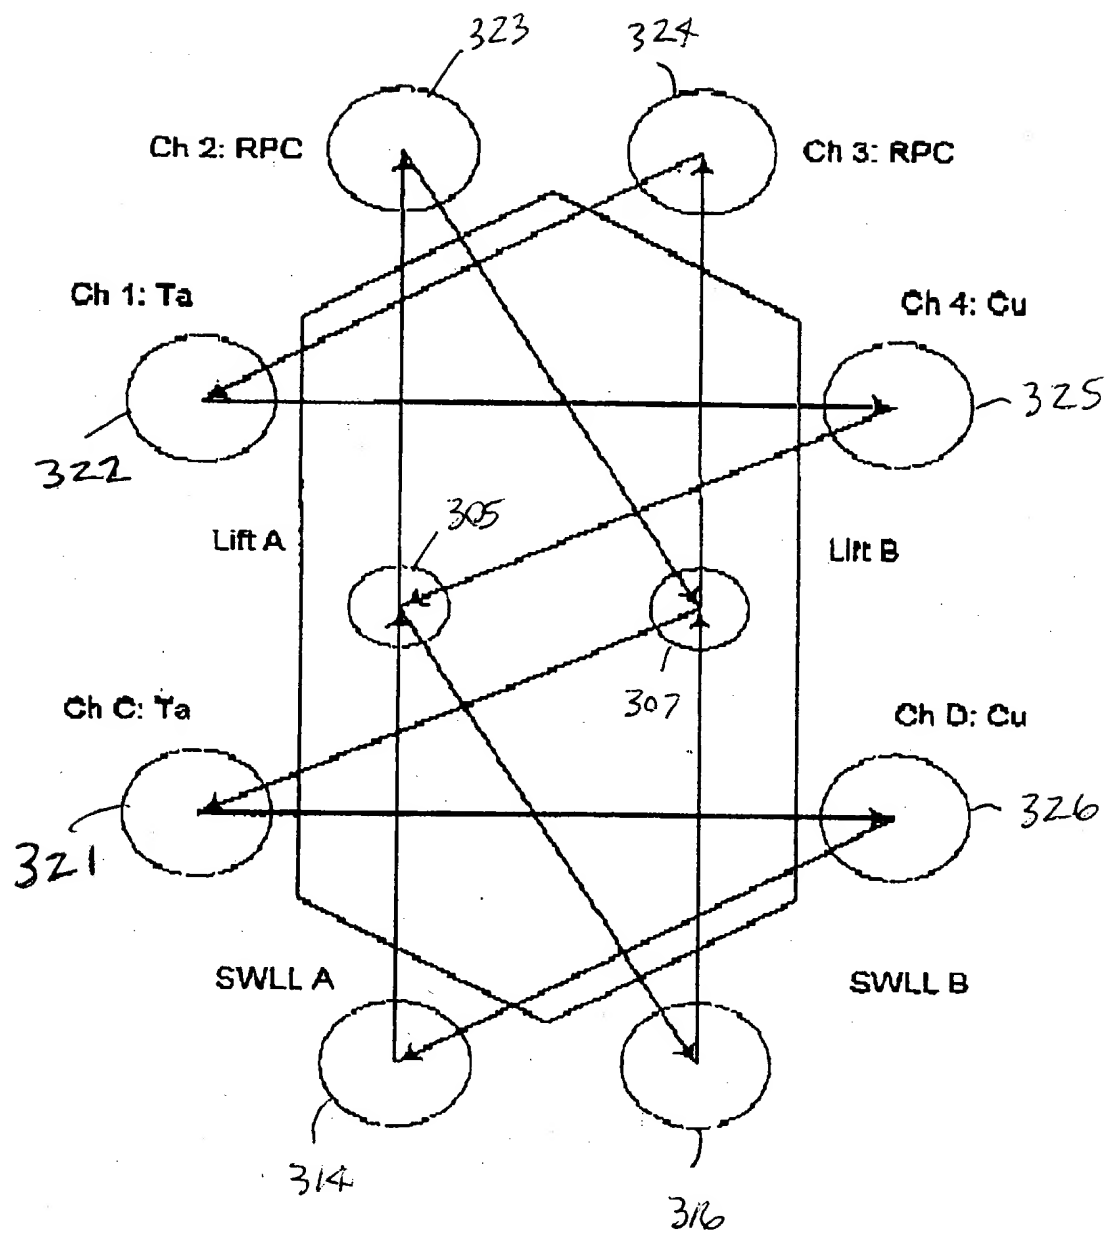 323
324
Ch 2: RPC
Ch 3: RPC
Ch 1: Ta
Ch 4: Cu
325
322
305
Lift A
Lift B
307
Ch C: Ta
Ch D: Cu
326
321
SWLL A
SWLL B
314
316